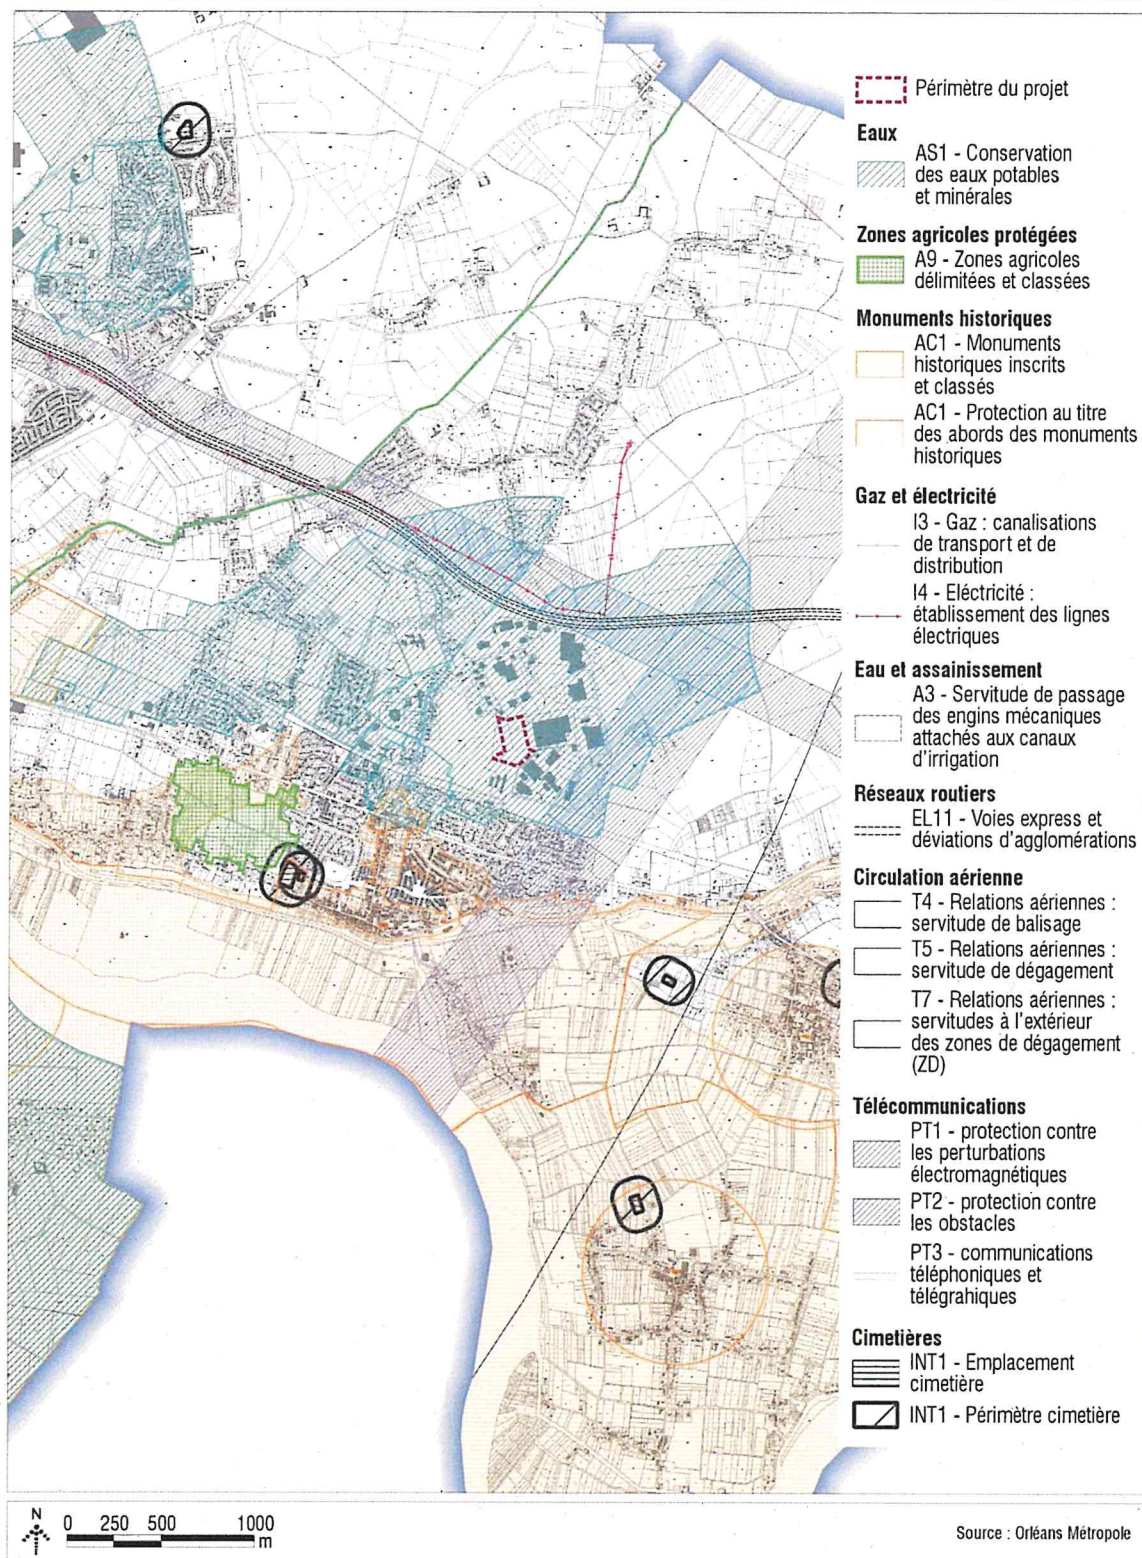 Périmètre du projet
Eaux
AS1 - Conservation
des eaux potables
et minérales
Zones agricoles protégées
A9 - Zones agricoles
délimitées et classées
Monuments historiques
AC1 - Monuments
historiques inscrits
et classés
AC1 - Protection au titre
des abords des monuments
historiques
Gaz et électricité
I3 - Gaz : canalisations
de transport et de
distribution
I4 - Eléctricité :
établissement des lignes
électriques
Eau et assainissement
A3 - Servitude de passage
des engins mécaniques
attachés aux canaux
d'irrigation
Réseaux routiers
EL11 - Voies express et
déviations d'agglomérations
Circulation aérienne
T4 - Relations aériennes :
servitude de balisage
T5 - Relations aériennes :
servitude de dégagement
T7 - Relations aériennes :
servitudes à l'extérieur
des zones de dégagement
(ZD)
Télécommunications
PT1 - protection contre
les perturbations
électromagnétiques
PT2 - protection contre
les obstacles
PT3 - communications
téléphoniques et
télégrahiques
Cimetières
INT1 - Emplacement
cimetière
INT1 - Périmètre cimetière
N
0 250 500 1000
m
Source : Orléans Métropole